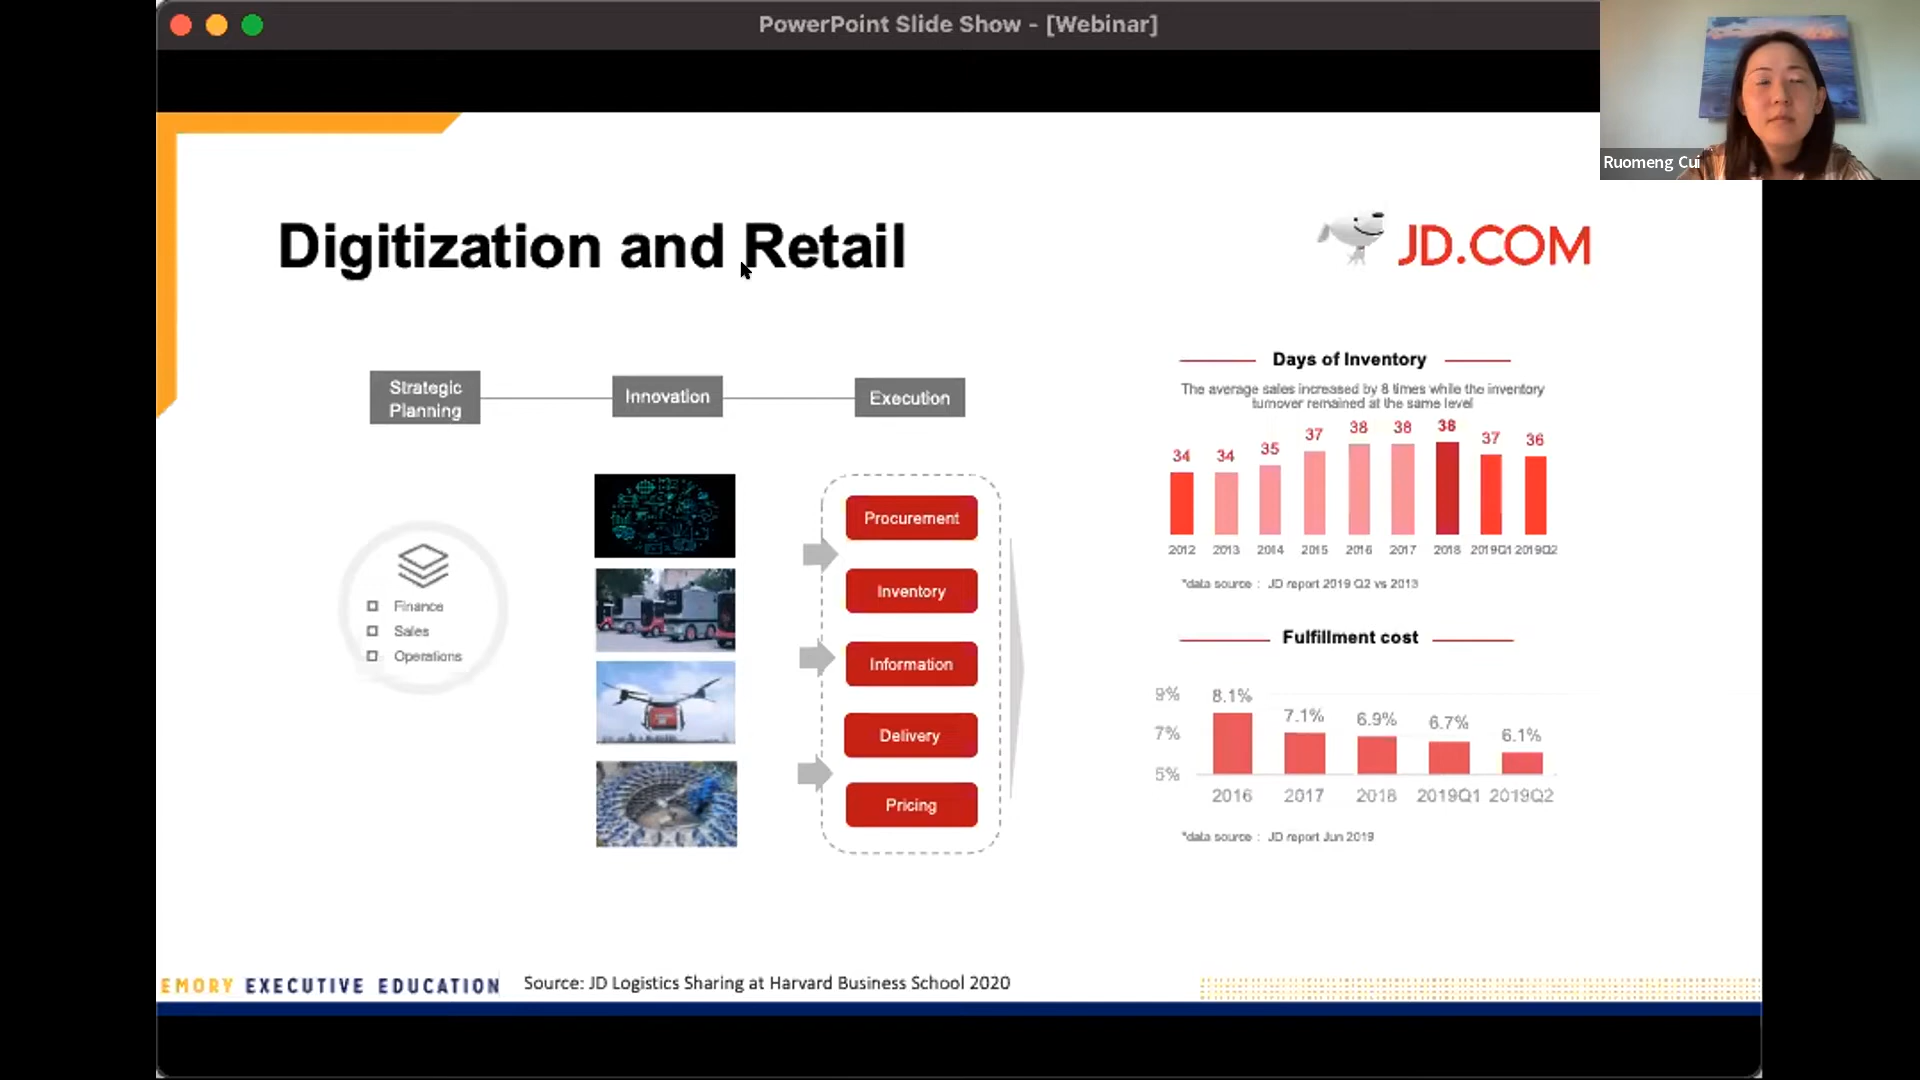 PowerPoint Slide Show - [Webinar]
Ruomeng Cui
Digitization and Retail
JD.COM
Strategic
Planning
Innovation
Execution
Finance
Sales
Operations
Procurement
Inventory
Information
Delivery
Pricing
Days of Inventory
The average sales increased by 8 times while the inventory
turnover remained at the same level
34 34 35 37 38 38 38 37 36
2012 2013 2014 2015 2016 2017 2018 2019Q1 2019Q2
*data source : JD report 2019 Q2 vs 2013
Fulfillment cost
9%
7%
5%
8.1% 7.1% 6.9% 6.7% 6.1%
2016 2017 2018 2019Q1 2019Q2
*data source : JD report Jun 2019
EMORY EXECUTIVE EDUCATION
Source: JD Logistics Sharing at Harvard Business School 2020